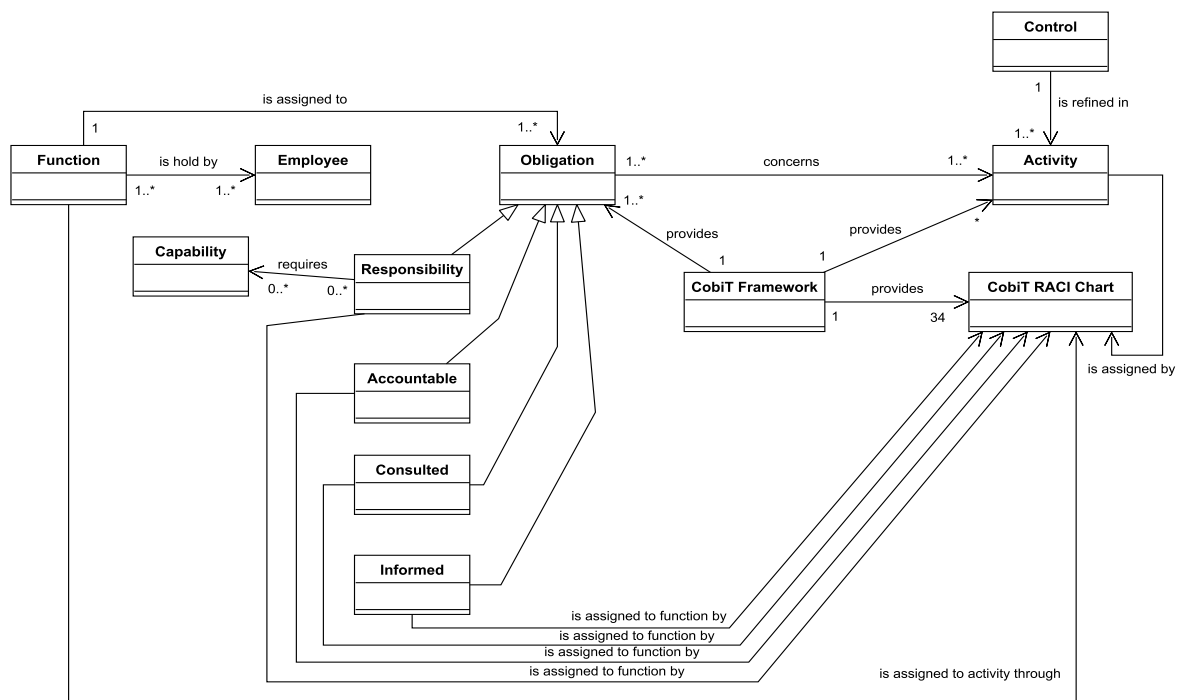 Control
1
is refined in
1..*
is assigned to
1
1..*
Function
is hold by
1..*
1..*
Employee
Obligation
1..*
concerns
1..*
Activity
1..*
provides
1
provides
1
*
Capability
requires
0..*
0..*
Responsibility
CobiT Framework
provides
1
34
CobiT RACI Chart
is assigned by
Accountable
Consulted
Informed
is assigned to function by
is assigned to function by
is assigned to function by
is assigned to function by
is assigned to activity through